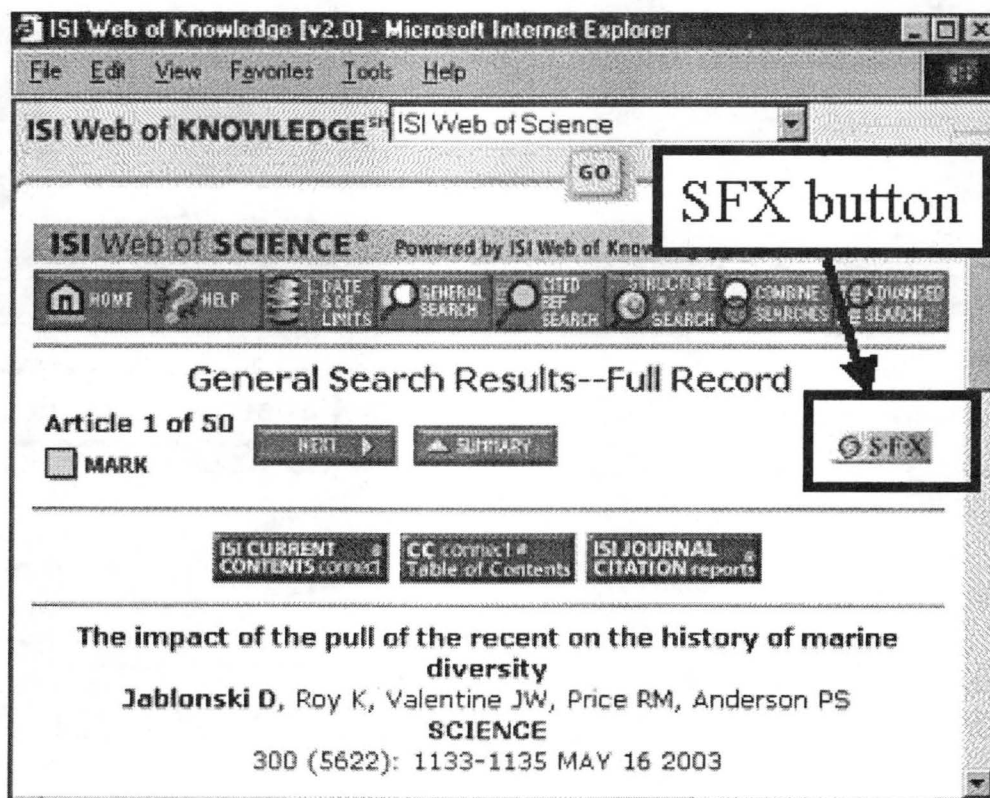 ISI Web of Knowledge [v2.0] - Microsoft Internet Explorer
File Edit View Favorites Tools Help
ISI Web of KNOWLEDGE SM ISI Web of Science
GO
SFX button
ISI Web of SCIENCE® Powered by ISI Web of
HOME HELP DATE & DB LIMITS GENERAL SEARCH CITED REF SEARCH STRUCTURE SEARCH COMBINE SEARCHES ADVANCED SEARCH
General Search Results--Full Record
Article 1 of 50
NEXT SUMMARY S·F·X
MARK
ISI CURRENT CONTENTS connect CC connect Table of Contents ISI JOURNAL CITATION reports
The impact of the pull of the recent on the history of marine
diversity
Jablonski D, Roy K, Valentine JW, Price RM, Anderson PS
SCIENCE
300 (5622): 1133-1135 MAY 16 2003